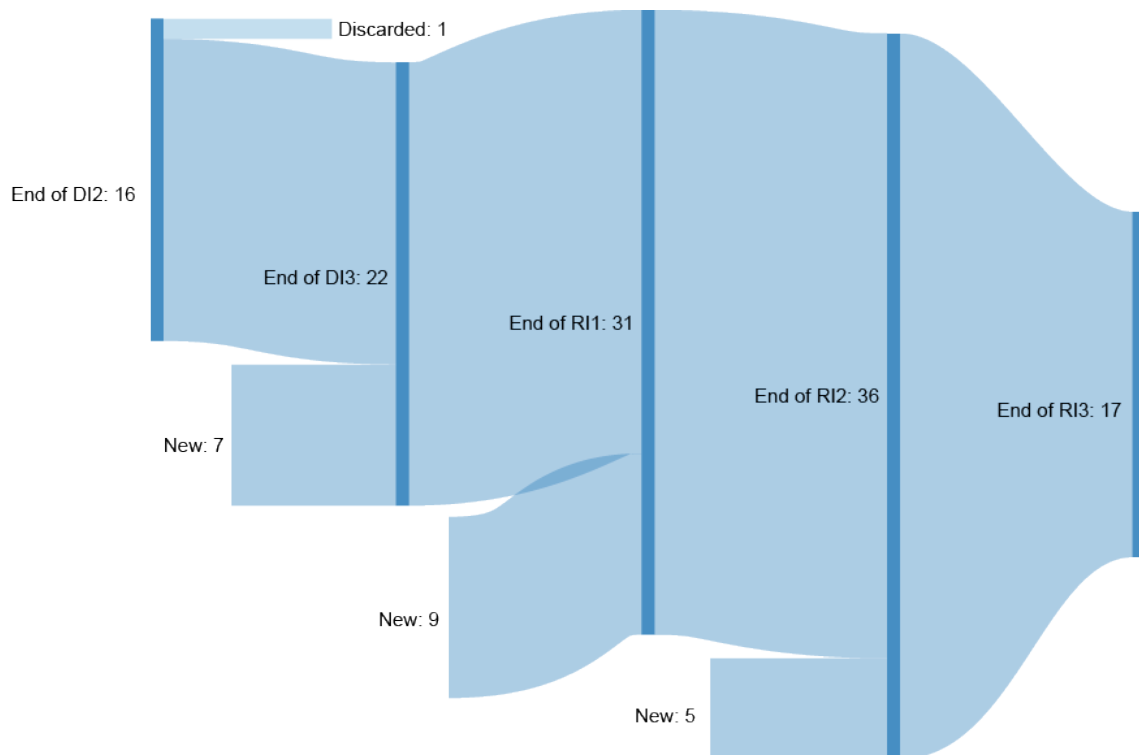 Discarded: 1
End of DI2: 16
End of DI3: 22
End of RI1: 31
End of RI2: 36
End of RI3: 17
New: 7
New: 9
New: 5